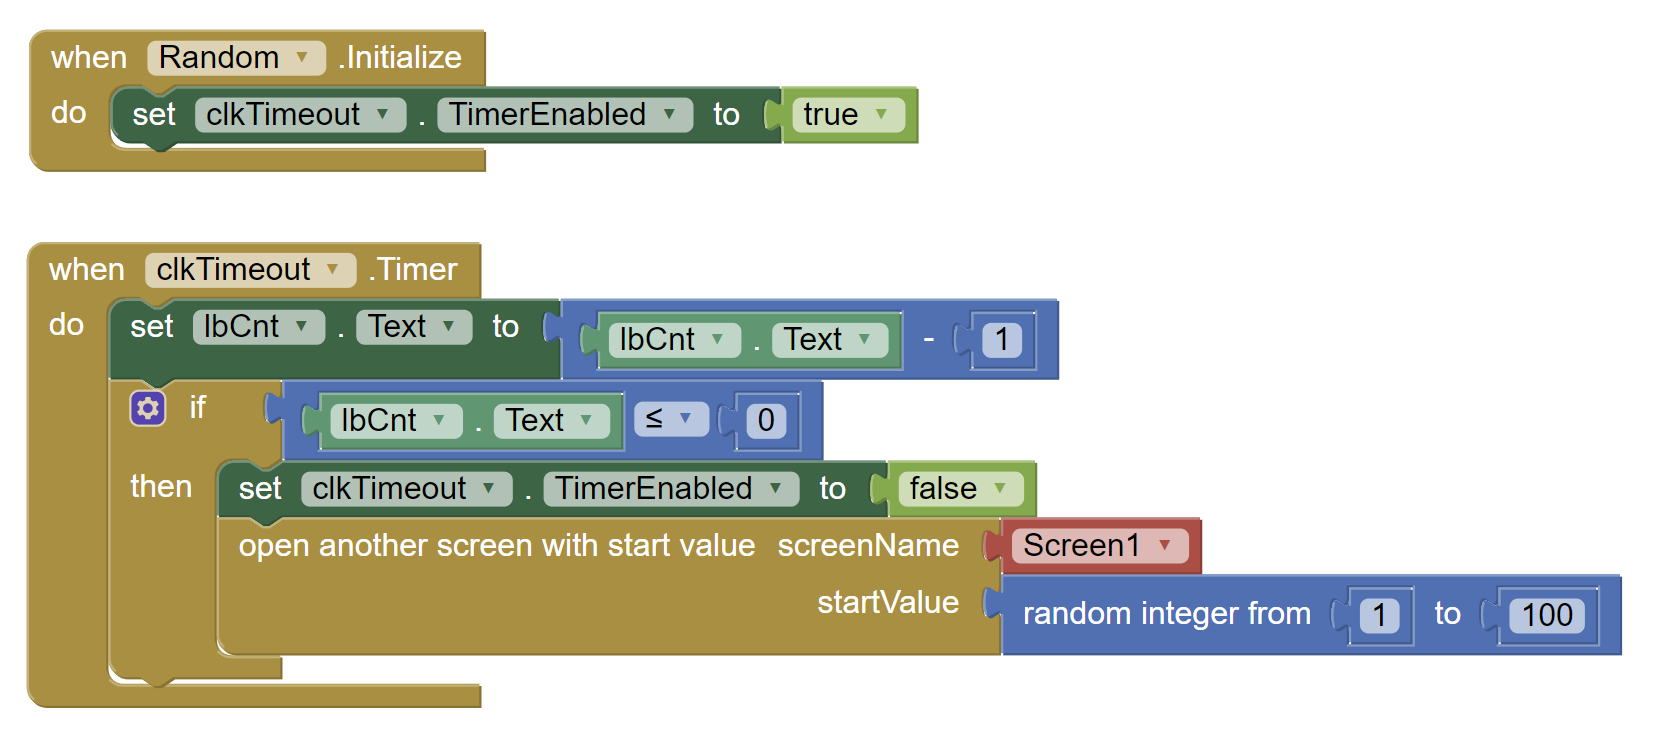 when Random .Initialize
do set clkTimeout . TimerEnabled to true
when clkTimeout .Timer
do set lbCnt . Text to lbCnt . Text - 1
if lbCnt . Text ≤ 0
then set clkTimeout . TimerEnabled to false
open another screen with start value screenName Screen1
startValue random integer from 1 to 100